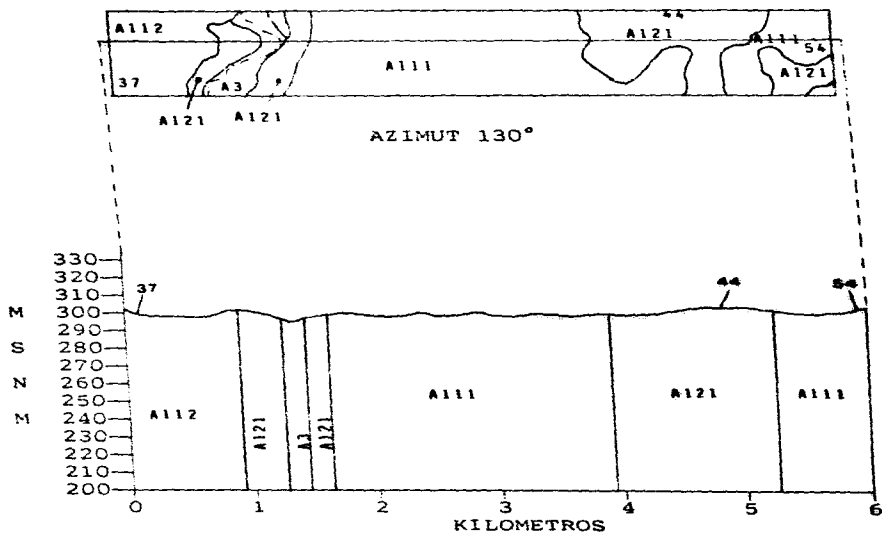 44
A112
A121
A111
54
37
A3
A111
A121
A121
A121
AZIMUT 130°
330
320
310
300
290
280
270
260
250
240
230
220
210
200
M
S
N
M
37
44
54
A112
A121
A3
A121
A111
A121
A111
0
1
2
3
4
5
6
KILOMETROS